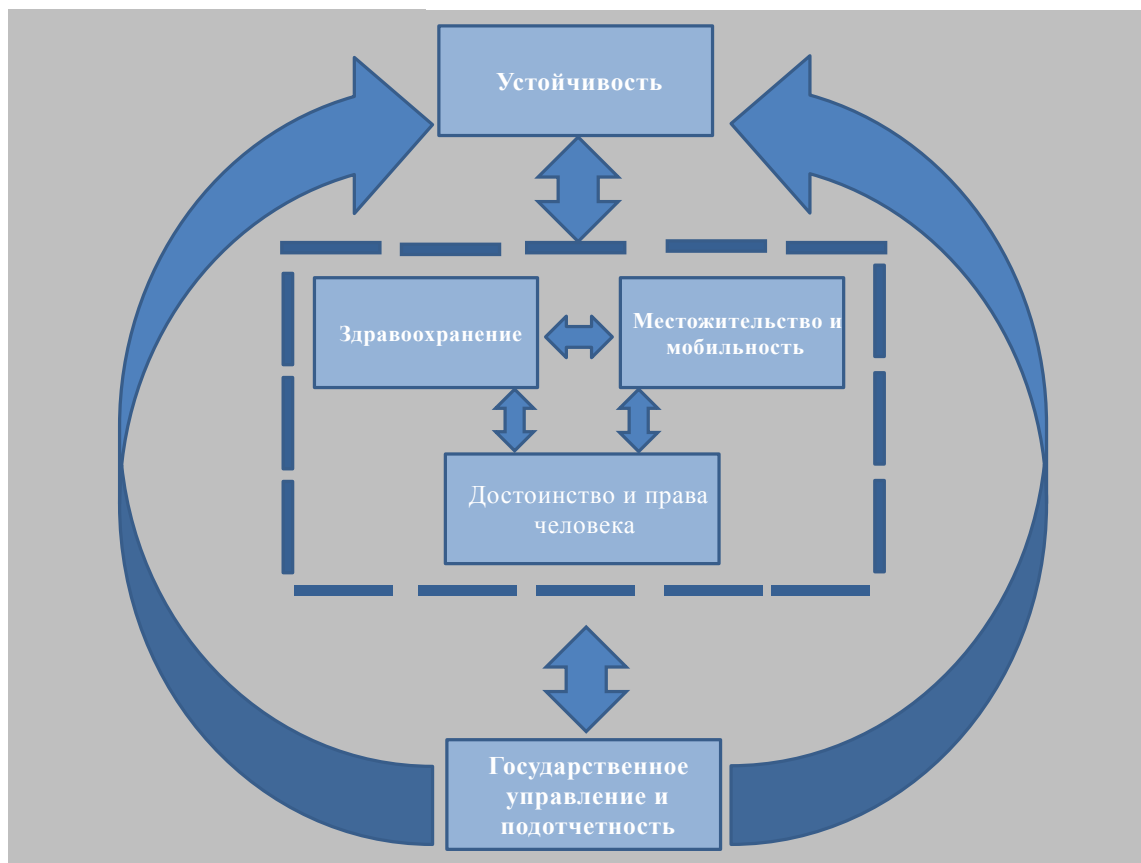 Устойчивость
Здравоохранение
Местожительство и
мобильность
Достоинство и права
человека
Государственное
управление и
подотчетность